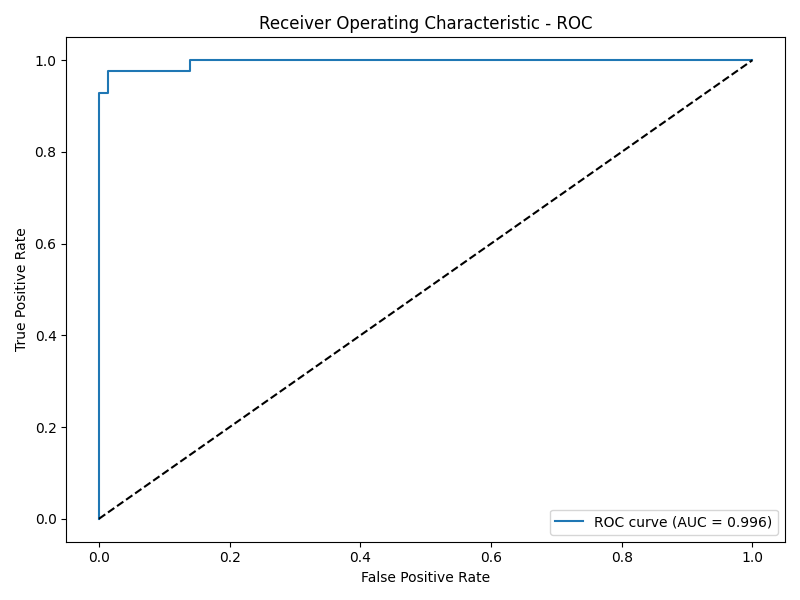 Receiver Operating Characteristic - ROC
1.0
0.8
0.6
0.4
0.2
0.0
True Positive Rate
ROC curve (AUC = 0.996)
0.0 0.2 0.4 0.6 0.8 1.0
False Positive Rate